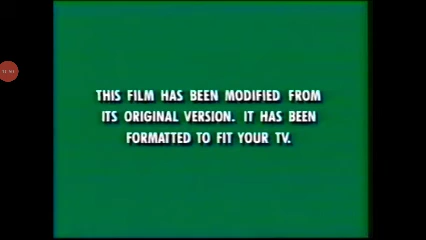 THIS FILM HAS BEEN MODIFIED FROM
ITS ORIGINAL VERSION. IT HAS BEEN
FORMATTED TO FIT YOUR TV.